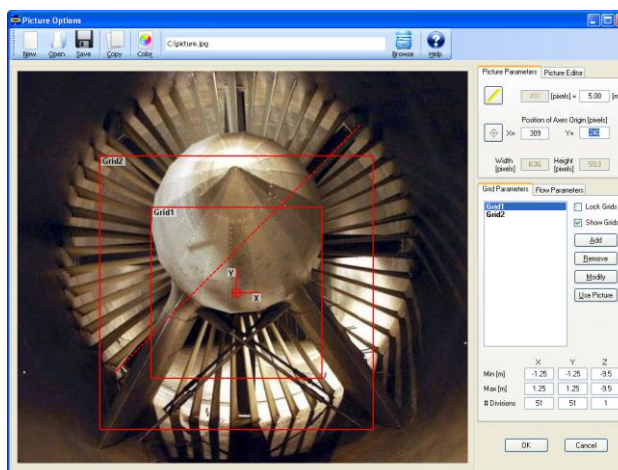 Picture Options
New Open Save Copy Color C:\picture.jpg Browse Help
Picture Parameters Picture Editor
[pixels] = 5.08
Position of Axes Origin [pixels]
X= 309 Y=
Width [pixels] 636 Height [pixels] 553
Grid Parameters Flow Parameters
Grid1
Grid2
Lock Grids
Show Grids
Add
Remove
Modify
Use Picture
Grid2
Grid1
Y
X
X Y Z
Min [m] -1.25 -1.25 -9.5
Max [m] 1.25 1.25 -9.5
# Divisions 51 51 1
OK Cancel